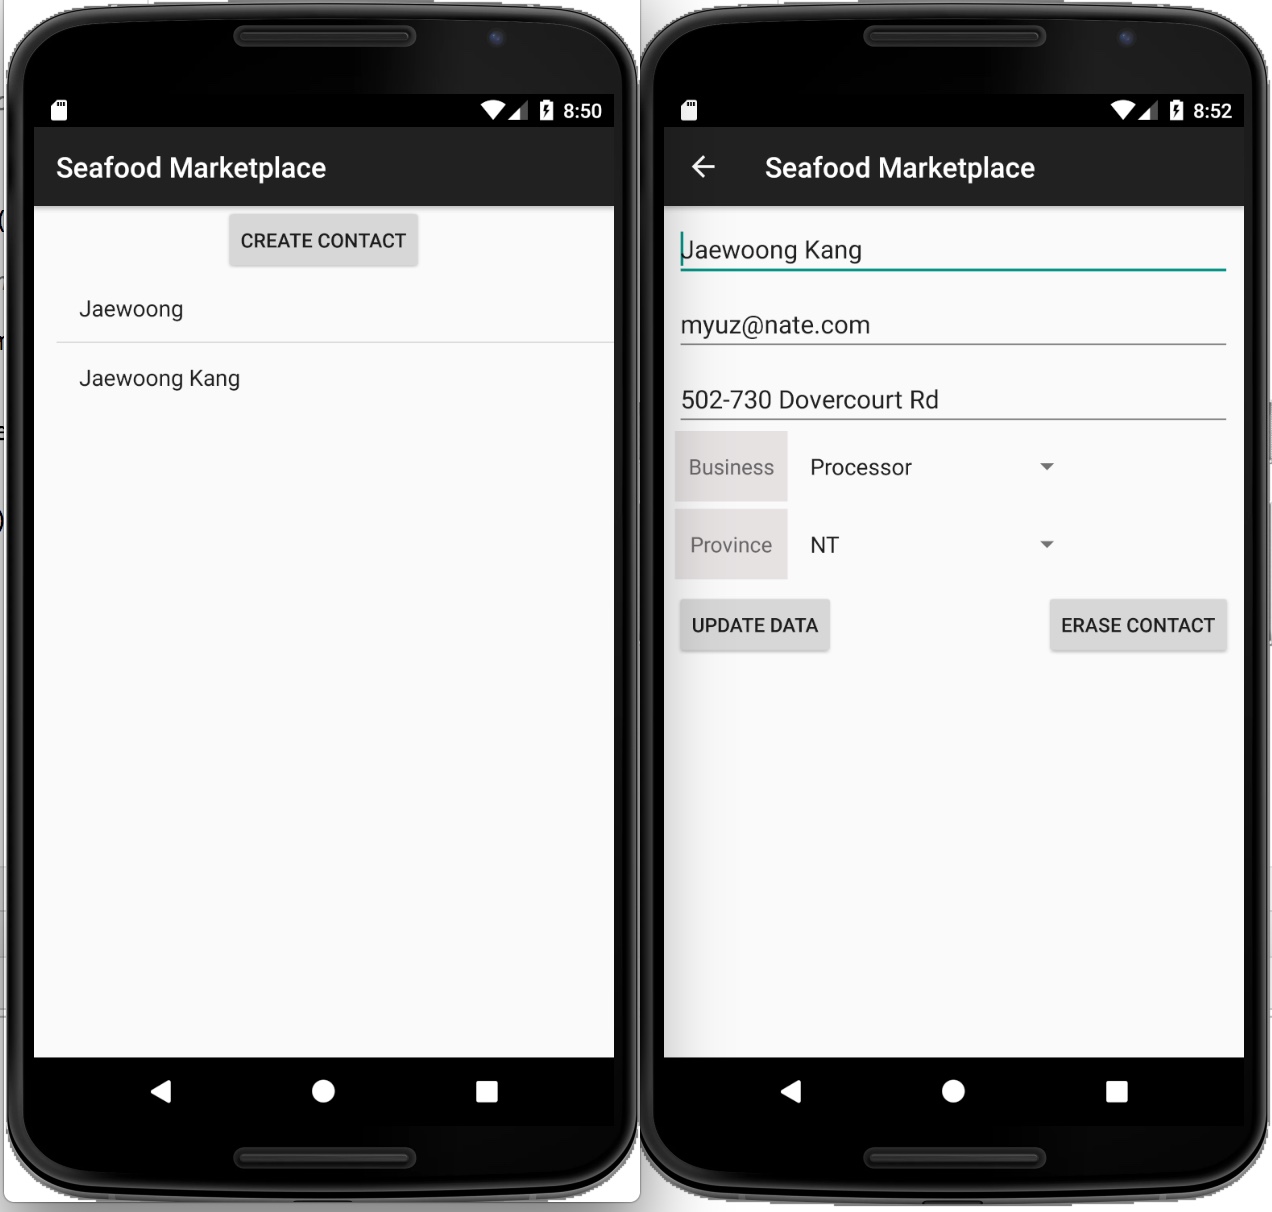 8:50
Seafood Marketplace
CREATE CONTACT
Jaewoong
Jaewoong Kang
8:52
Seafood Marketplace
Jaewoong Kang
myuz@nate.com
502-730 Dovercourt Rd
Business Processor
Province NT
UPDATE DATA ERASE CONTACT